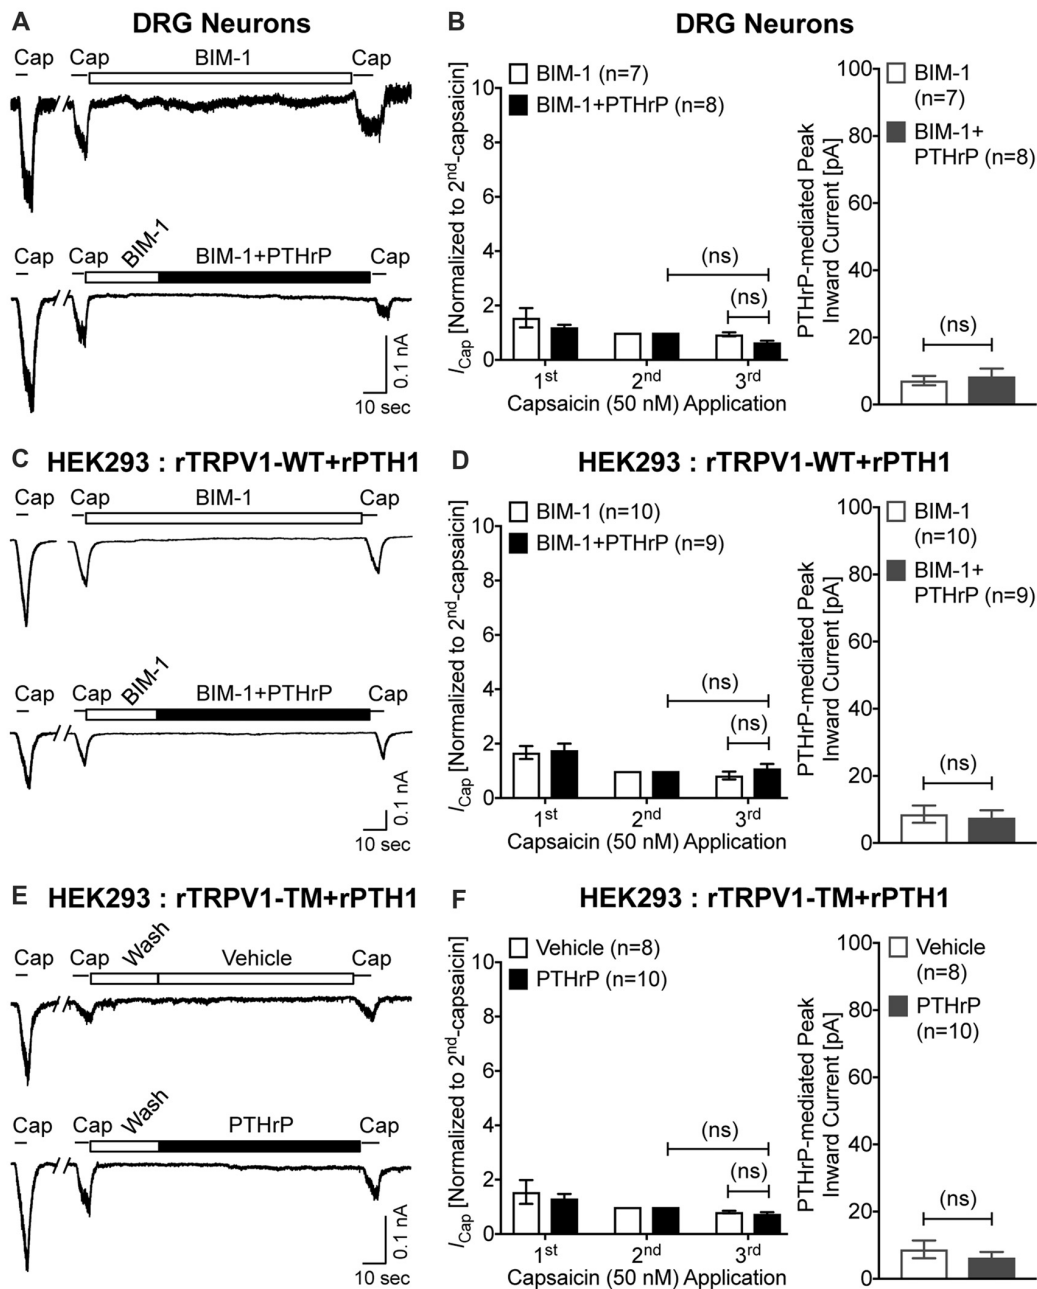 A
DRG Neurons
Cap
Cap
BIM-1
Cap
Cap
Cap
BIM-1
BIM-1+PTHrP
Cap
0.1 nA
10 sec
B
DRG Neurons
I Cap [Normalized to 2nd-capsaicin]
10
8
6
4
2
0
BIM-1 (n=7)
BIM-1+PTHrP (n=8)
(ns)
(ns)
1st
2nd
3rd
Capsaicin (50 nM) Application
PTHrP-mediated Peak
Inward Current [pA]
100
80
60
40
20
0
BIM-1
(n=7)
BIM-1+
PTHrP (n=8)
(ns)
C
HEK293 : rTRPV1-WT+rPTH1
Cap
Cap
BIM-1
Cap
Cap
Cap
BIM-1
BIM-1+PTHrP
Cap
0.1 nA
10 sec
D
HEK293 : rTRPV1-WT+rPTH1
I Cap [Normalized to 2nd-capsaicin]
10
8
6
4
2
0
BIM-1 (n=10)
BIM-1+PTHrP (n=9)
(ns)
(ns)
1st
2nd
3rd
Capsaicin (50 nM) Application
PTHrP-mediated Peak
Inward Current [pA]
100
80
60
40
20
0
BIM-1
(n=10)
BIM-1+
PTHrP (n=9)
(ns)
E
HEK293 : rTRPV1-TM+rPTH1
Cap
Cap
Wash
Vehicle
Cap
Cap
Cap
Wash
PTHrP
Cap
0.1 nA
10 sec
F
HEK293 : rTRPV1-TM+rPTH1
I Cap [Normalized to 2nd-capsaicin]
10
8
6
4
2
0
Vehicle (n=8)
PTHrP (n=10)
(ns)
(ns)
1st
2nd
3rd
Capsaicin (50 nM) Application
PTHrP-mediated Peak
Inward Current [pA]
100
80
60
40
20
0
Vehicle
(n=8)
PTHrP
(n=10)
(ns)